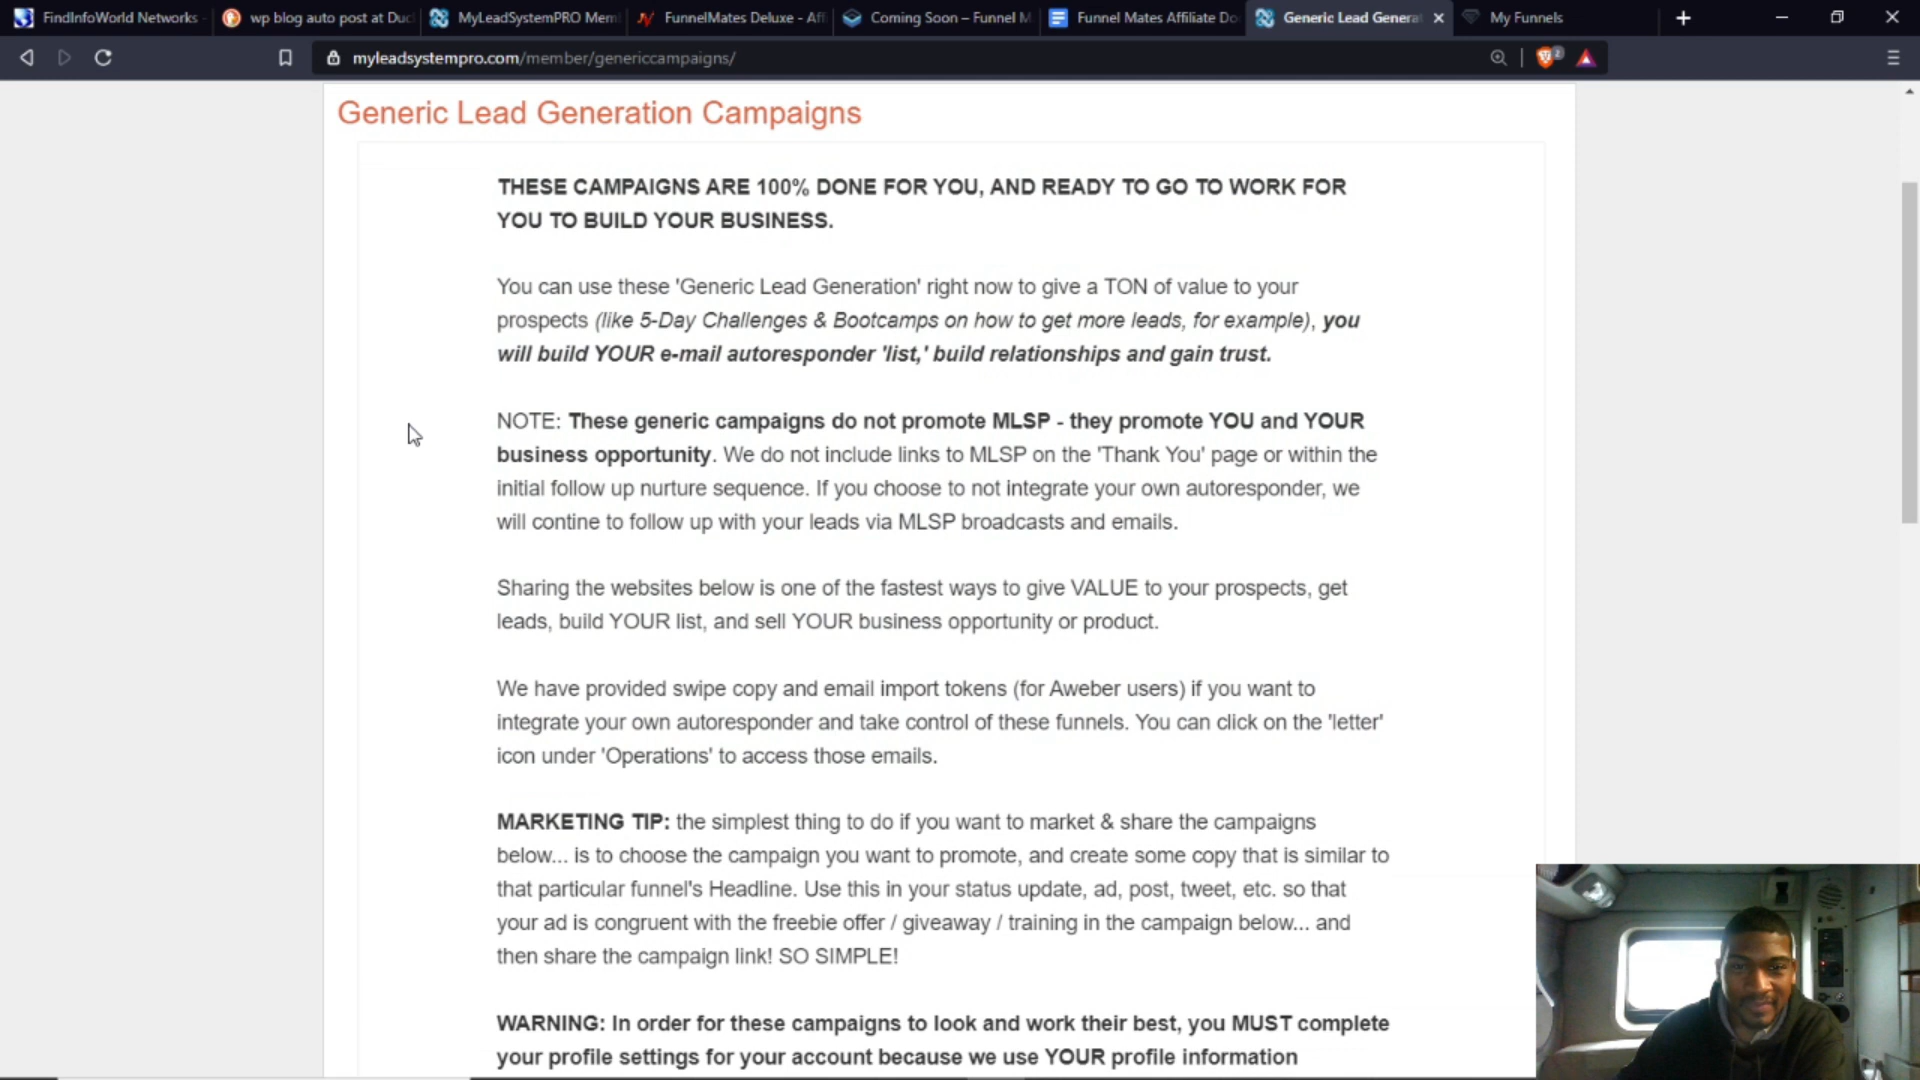 FindInfoWorld Networks
wp blog auto post at Duc
MyLeadSystemPRO Mem
FunnelMates Deluxe - Aff
Coming Soon – Funnel M
Funnel Mates Affiliate Do
Generic Lead Genera
My Funnels
myleadsystempro.com/member/genericcampaigns/
2
Generic Lead Generation Campaigns
THESE CAMPAIGNS ARE 100% DONE FOR YOU, AND READY TO GO TO WORK FOR
YOU TO BUILD YOUR BUSINESS.
You can use these 'Generic Lead Generation' right now to give a TON of value to your
prospects (like 5-Day Challenges & Bootcamps on how to get more leads, for example), you
will build YOUR e-mail autoresponder 'list,' build relationships and gain trust.
NOTE: These generic campaigns do not promote MLSP - they promote YOU and YOUR
business opportunity. We do not include links to MLSP on the 'Thank You' page or within the
initial follow up nurture sequence. If you choose to not integrate your own autoresponder, we
will contine to follow up with your leads via MLSP broadcasts and emails.
Sharing the websites below is one of the fastest ways to give VALUE to your prospects, get
leads, build YOUR list, and sell YOUR business opportunity or product.
We have provided swipe copy and email import tokens (for Aweber users) if you want to
integrate your own autoresponder and take control of these funnels. You can click on the 'letter'
icon under 'Operations' to access those emails.
MARKETING TIP: the simplest thing to do if you want to market & share the campaigns
below... is to choose the campaign you want to promote, and create some copy that is similar to
that particular funnel's Headline. Use this in your status update, ad, post, tweet, etc. so that
your ad is congruent with the freebie offer / giveaway / training in the campaign below... and
then share the campaign link! SO SIMPLE!
WARNING: In order for these campaigns to look and work their best, you MUST complete
your profile settings for your account because we use YOUR profile information